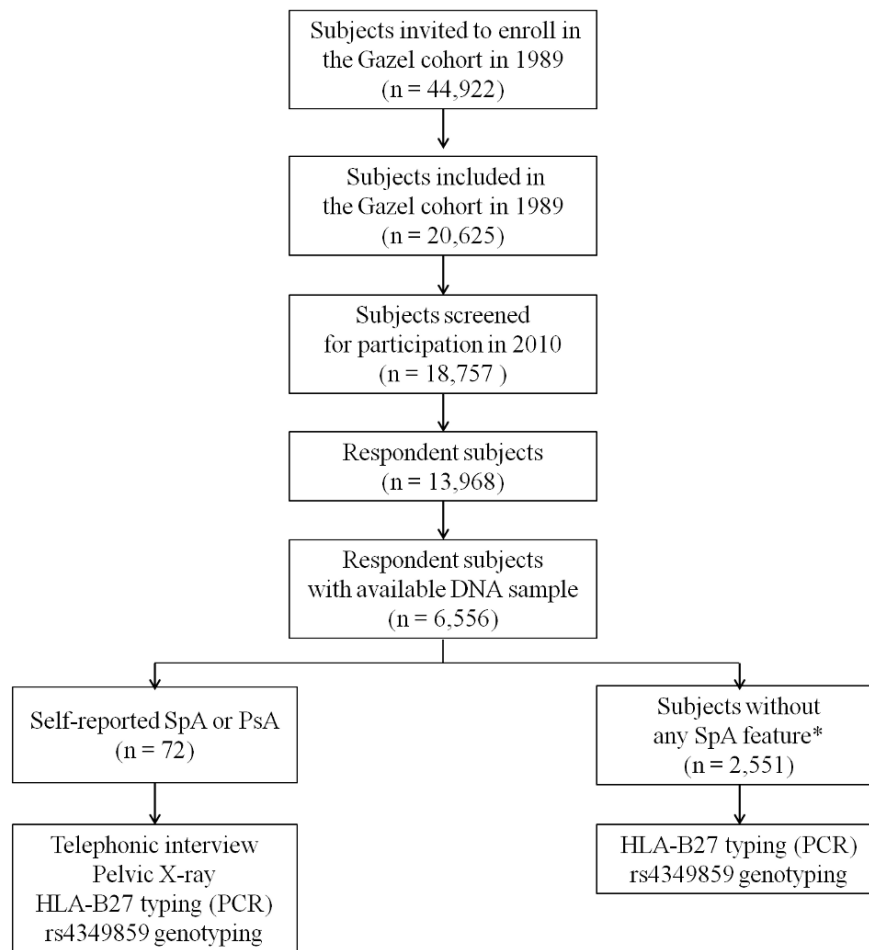 Subjects invited to enroll in
the Gazel cohort in 1989
(n = 44,922)
Subjects included in
the Gazel cohort in 1989
(n = 20,625)
Subjects screened
for participation in 2010
(n = 18,757 )
Respondent subjects
(n = 13,968)
Respondent subjects
with available DNA sample
(n = 6,556)
Self-reported SpA or PsA
(n = 72)
Subjects without
any SpA feature*
(n = 2,551)
Telephonic interview
Pelvic X-ray
HLA-B27 typing (PCR)
rs4349859 genotyping
HLA-B27 typing (PCR)
rs4349859 genotyping